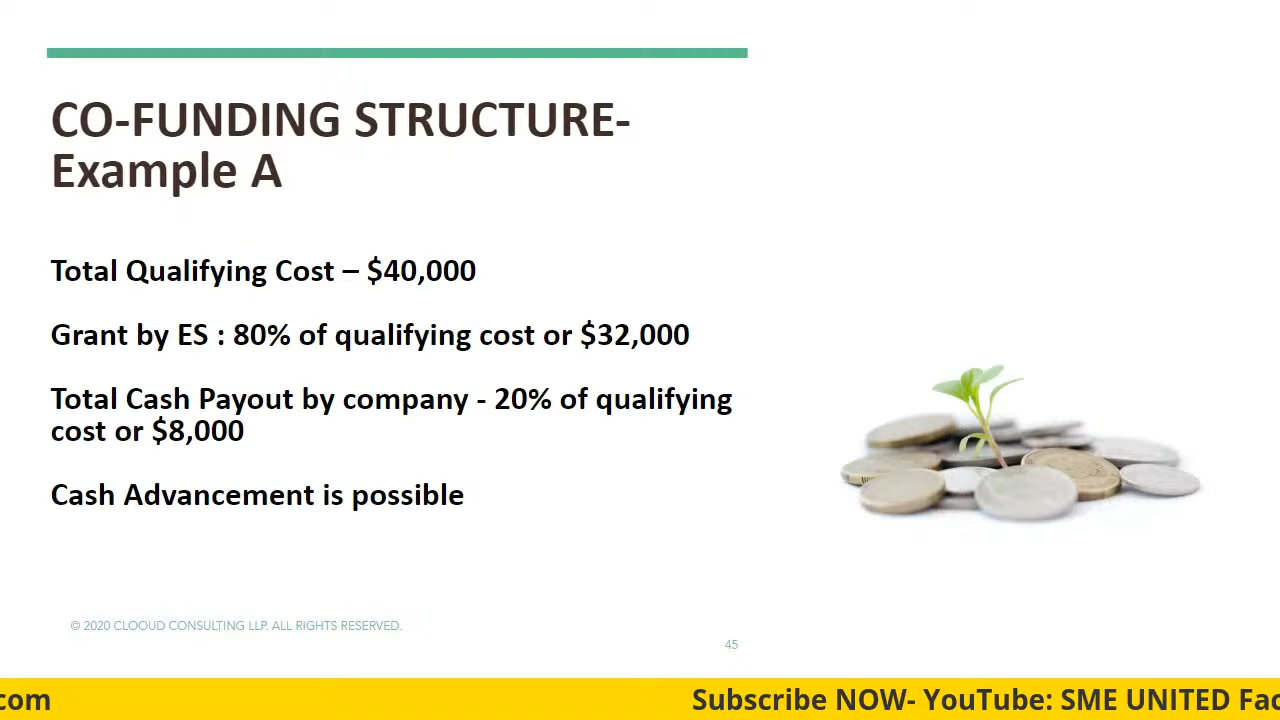 CO-FUNDING STRUCTURE-
Example A
Total Qualifying Cost – $40,000
Grant by ES : 80% of qualifying cost or $32,000
Total Cash Payout by company - 20% of qualifying
cost or $8,000
Cash Advancement is possible
© 2020 CLOOUD CONSULTING LLP. ALL RIGHTS RESERVED.
45
com Subscribe NOW- YouTube: SME UNITED Fac